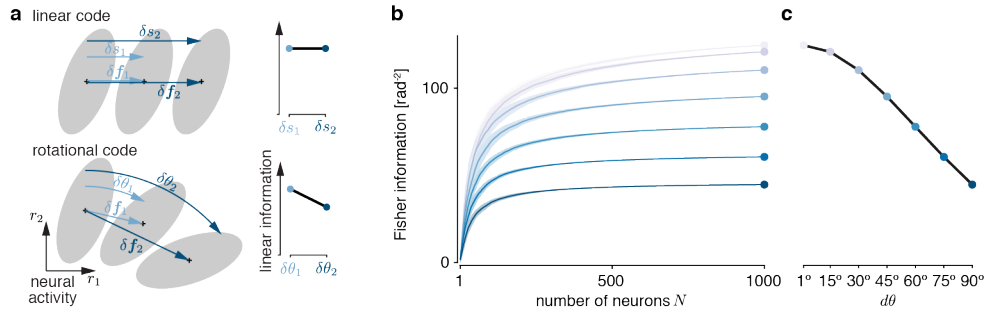 a
linear code
δs₂
δs₁
δf₁
δf₂
δs₁ δs₂
rotational code
δθ₁
δθ₂
δf₁
δf₂
r₂
r₁
neural
activity
linear information
δθ₁ δθ₂
b
Fisher information [rad⁻²]
100
0
1 500 1000
number of neurons N
c
1º 15º 30º 45º 60º 75º 90º
dθ